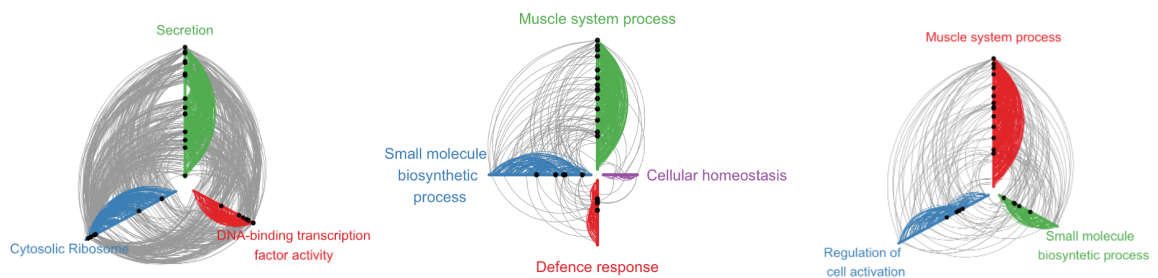 Secretion
Cytosolic Ribosome
DNA-binding transcription
factor activity
Muscle system process
Small molecule
biosynthetic
process
Cellular homeostasis
Defence response
Muscle system process
Regulation of
cell activation
Small molecule
biosyntetic process